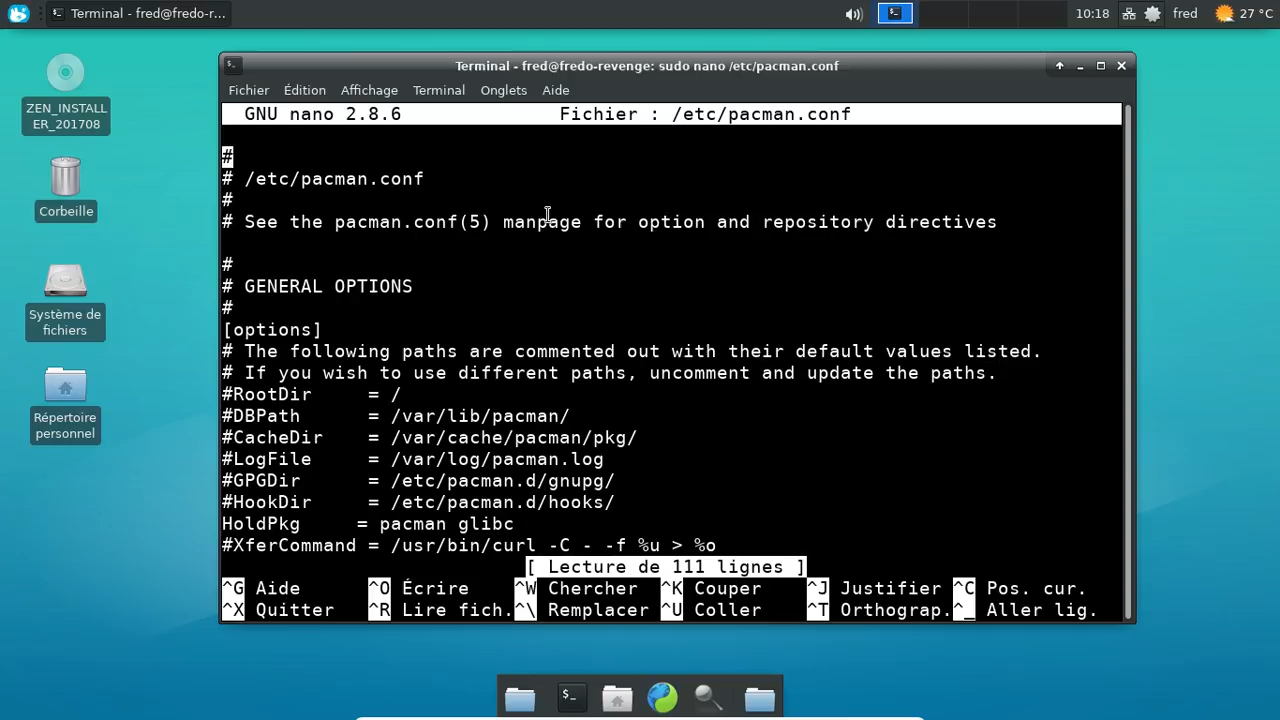 Terminal - fred@fredo-r...
10:18
fred
27 °C
ZEN_INSTALL
ER_201708
Corbeille
Système de
fichiers
Répertoire
personnel
Terminal - fred@fredo-revenge: sudo nano /etc/pacman.conf
Fichier Édition Affichage Terminal Onglets Aide
GNU nano 2.8.6 Fichier : /etc/pacman.conf
#
# /etc/pacman.conf
#
# See the pacman.conf(5) manpage for option and repository directives
#
# GENERAL OPTIONS
#
[options]
# The following paths are commented out with their default values listed.
# If you wish to use different paths, uncomment and update the paths.
#RootDir     = /
#DBPath      = /var/lib/pacman/
#CacheDir    = /var/cache/pacman/pkg/
#LogFile     = /var/log/pacman.log
#GPGDir      = /etc/pacman.d/gnupg/
#HookDir     = /etc/pacman.d/hooks/
HoldPkg     = pacman glibc
#XferCommand = /usr/bin/curl -C - -f %u > %o
[ Lecture de 111 lignes ]
^G Aide ^O Écrire ^W Chercher ^K Couper ^J Justifier ^C Pos. cur.
^X Quitter ^R Lire fich. ^\ Remplacer ^U Coller ^T Orthograp. ^_ Aller lig.